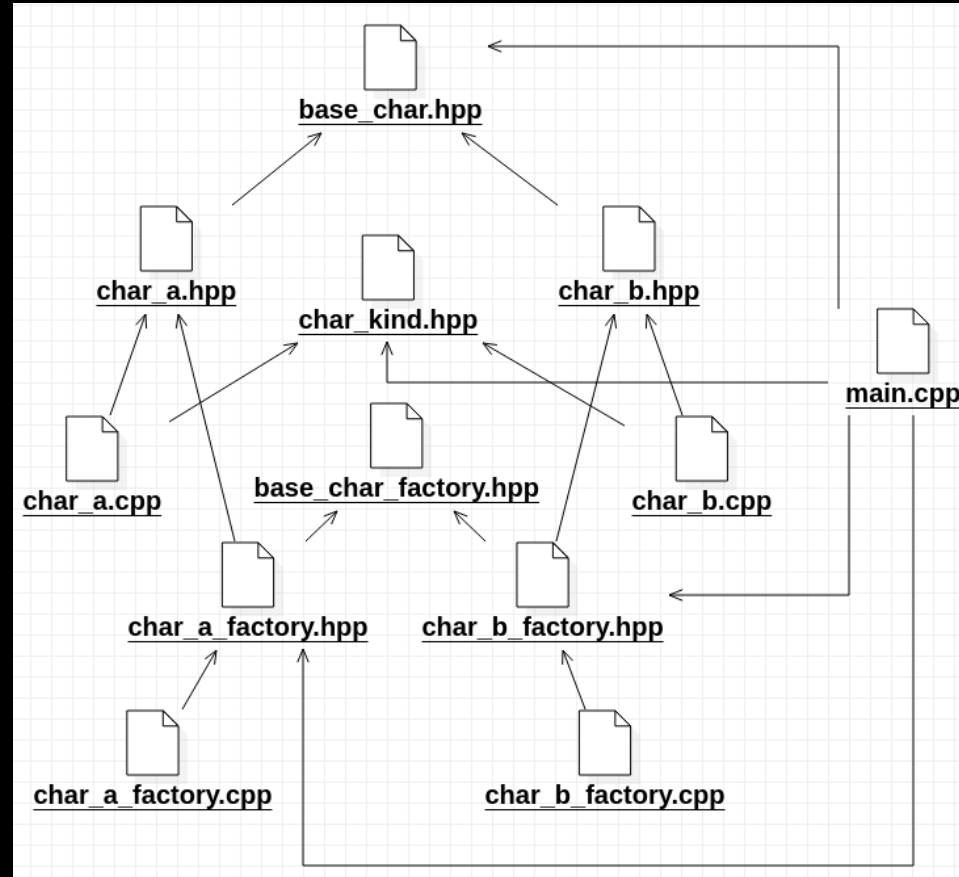 base_char.hpp
char_a.hpp
char_b.hpp
char_kind.hpp
main.cpp
char_a.cpp
base_char_factory.hpp
char_b.cpp
char_a_factory.hpp
char_b_factory.hpp
char_a_factory.cpp
char_b_factory.cpp